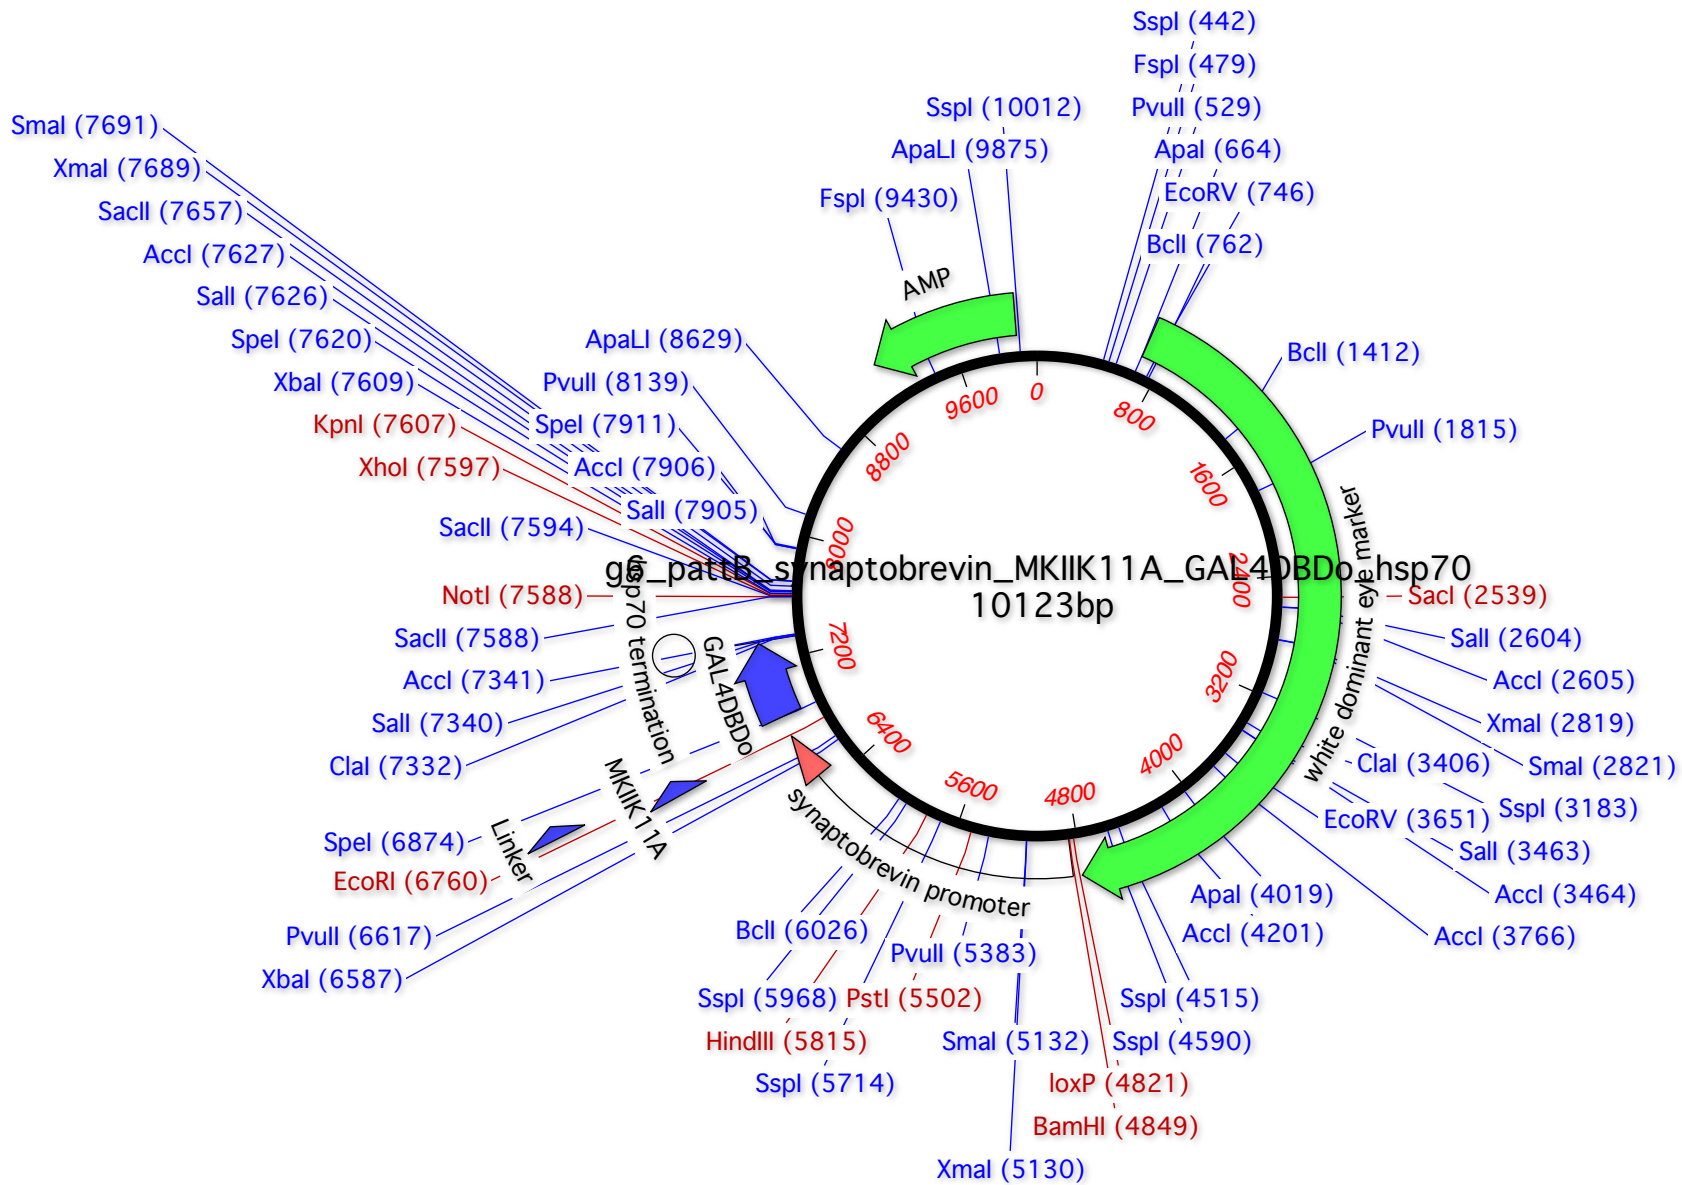 SspI (442)
FspI (479)
SspI (10012)
PvuII (529)
SmaI (7691)
ApaLI (9875)
ApaI (664)
XmaI (7689)
FspI (9430)
EcoRV (746)
SacII (7657)
BclI (762)
AccI (7627)
AMP
SalI (7626)
SpeI (7620)
ApaLI (8629)
BclI (1412)
XbaI (7609)
PvuII (8139)
9600
0
800
KpnI (7607)
SpeI (7911)
PvuII (1815)
8800
XhoI (7597)
AccI (7906)
1600
SalI (7905)
SacII (7594)
8000
white dominant eye marker
g6_pattB_synaptobrevin_MKIIK11A_GAL4DBDo_hsp70
10123bp
2400
NotI (7588)
SacI (2539)
SacII (7588)
hsp70 termination
SalI (2604)
7200
AccI (7341)
GAL4DBDo
3200
AccI (2605)
SalI (7340)
XmaI (2819)
6400
4000
ClaI (7332)
ClaI (3406)
SmaI (2821)
5600
4800
MKIIK11A
SspI (3183)
EcoRV (3651)
SpeI (6874)
Linker
synaptobrevin promoter
SalI (3463)
EcoRI (6760)
ApaI (4019)
AccI (3464)
PvuII (6617)
BclI (6026)
AccI (4201)
AccI (3766)
PvuII (5383)
XbaI (6587)
SspI (5968)
PstI (5502)
SspI (4515)
HindIII (5815)
SmaI (5132)
SspI (4590)
SspI (5714)
loxP (4821)
BamHI (4849)
XmaI (5130)